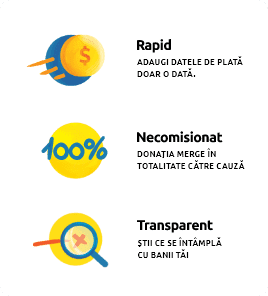 $
Rapid
ADAUGI DATELE DE PLATĂ
DOAR O DATĂ.
100%
Necomisionat
DONAȚIA MERGE ÎN
TOTALITATE CĂTRE CAUZĂ
Transparent
ȘTII CE SE ÎNTÂMPLĂ
CU BANII TĂI